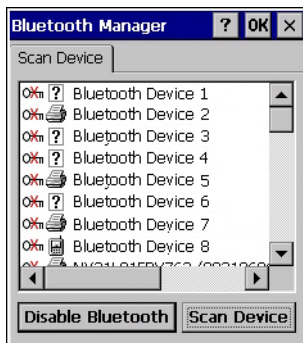 Bluetooth Manager ? OK ×
Scan Device
? Bluetooth Device 1
Bluetooth Device 2
? Bluetooth Device 3
? Bluetooth Device 4
Bluetooth Device 5
? Bluetooth Device 6
Bluetooth Device 7
Bluetooth Device 8
Disable Bluetooth Scan Device